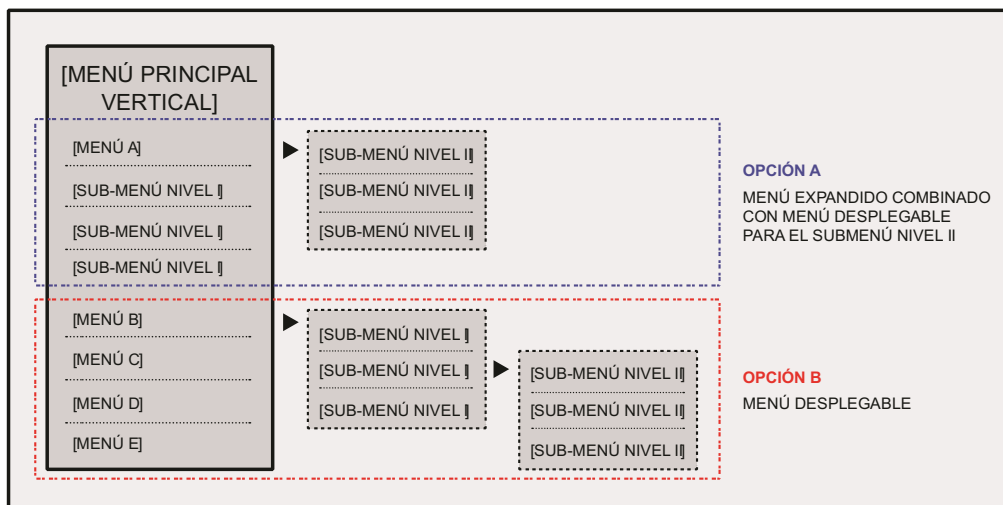 [MENÚ PRINCIPAL
VERTICAL]
[MENÚ A]
[SUB-MENÚ NIVEL I]
[SUB-MENÚ NIVEL I]
[SUB-MENÚ NIVEL I]
[SUB-MENÚ NIVEL II]
[SUB-MENÚ NIVEL II]
[SUB-MENÚ NIVEL II]
OPCIÓN A
MENÚ EXPANDIDO COMBINADO
CON MENÚ DESPLEGABLE
PARA EL SUBMENÚ NIVEL II
[MENÚ B]
[MENÚ C]
[MENÚ D]
[MENÚ E]
[SUB-MENÚ NIVEL I]
[SUB-MENÚ NIVEL I]
[SUB-MENÚ NIVEL I]
[SUB-MENÚ NIVEL II]
[SUB-MENÚ NIVEL II]
[SUB-MENÚ NIVEL II]
OPCIÓN B
MENÚ DESPLEGABLE